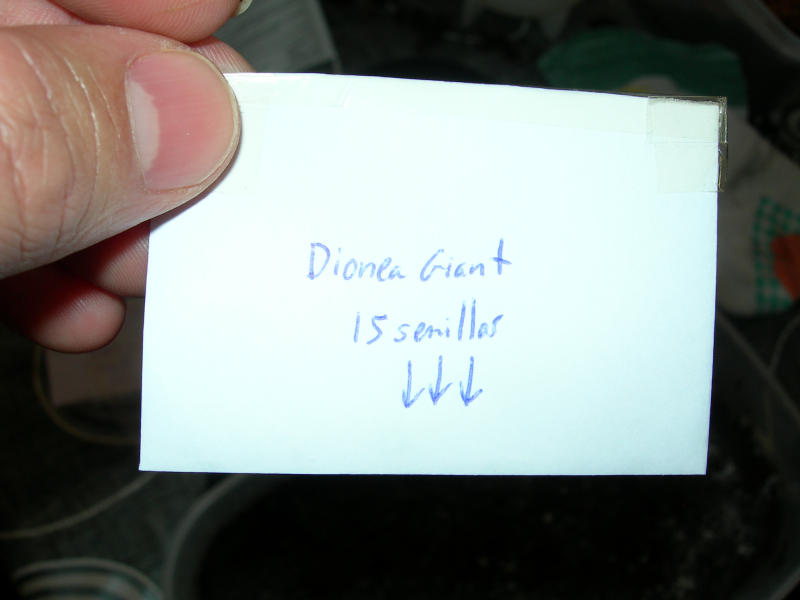 Dionea Giant
15 semillas
↓↓↓